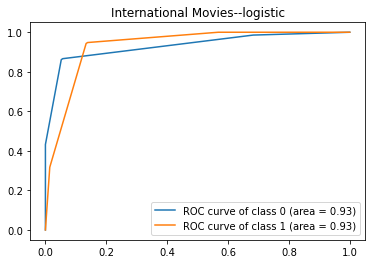 International Movies--logistic
1.0
0.8
0.6
0.4
0.2
0.0
0.0 0.2 0.4 0.6 0.8 1.0
ROC curve of class 0 (area = 0.93)
ROC curve of class 1 (area = 0.93)